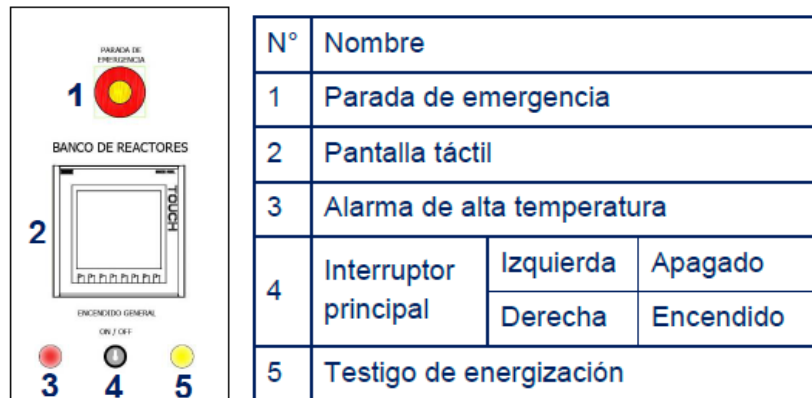 PARADA DE
EMERGENCIA
1
BANCO DE REACTORES
TOUCH
2
ENCENDIDO GENERAL
ON / OFF
3 4 5
N° Nombre
1 Parada de emergencia
2 Pantalla táctil
3 Alarma de alta temperatura
4 Interruptor principal Izquierda Apagado
Derecha Encendido
5 Testigo de energización